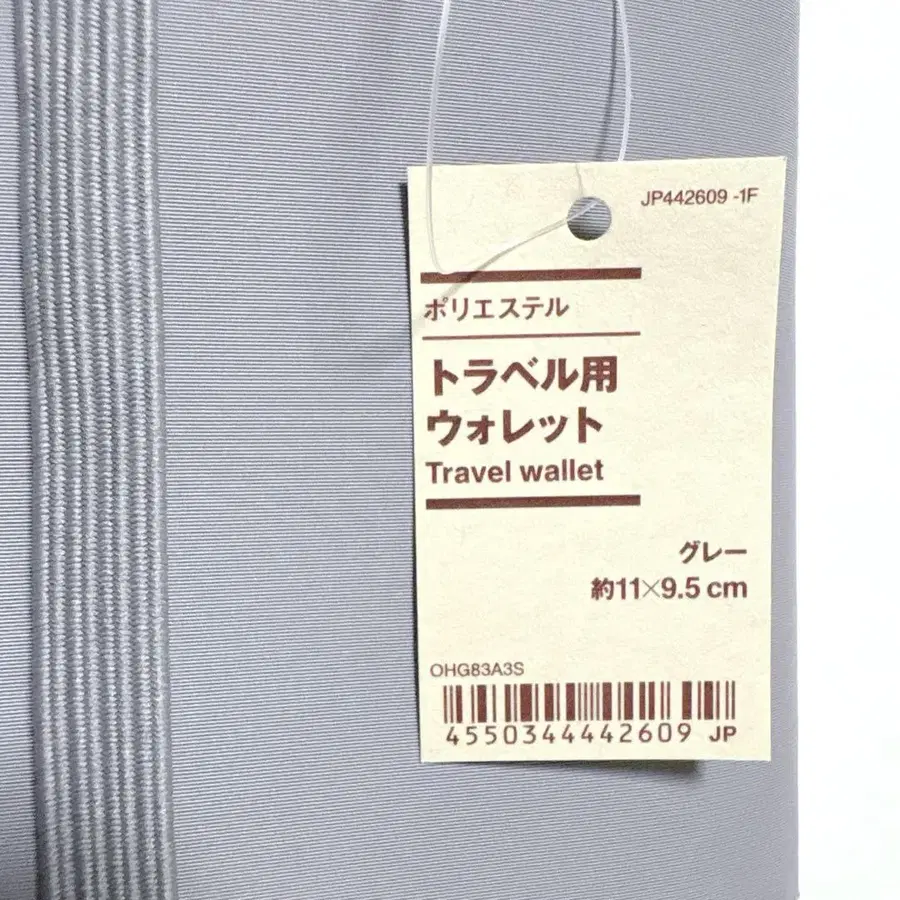 JP442609 -1F
ポリエステル
トラベル用
ウォレット
Travel wallet
グレー
約11×9.5 cm
OHG83A3S
4550344442609 JP